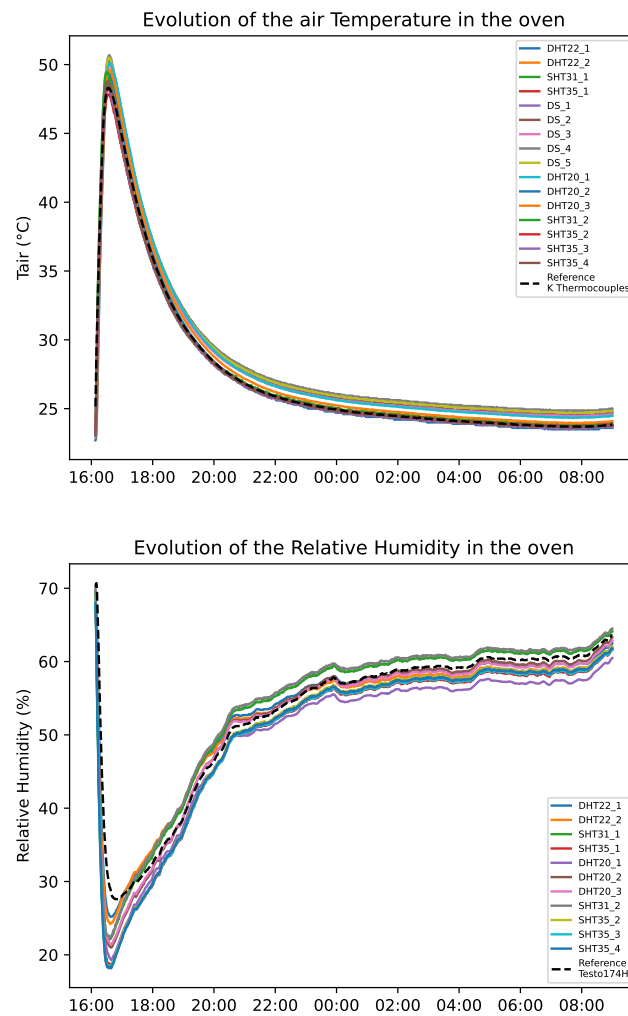 Evolution of the air Temperature in the oven
Tair (°C)
50
45
40
35
30
25
16:00 18:00 20:00 22:00 00:00 02:00 04:00 06:00 08:00
DHT22_1
DHT22_2
SHT31_1
SHT35_1
DS_1
DS_2
DS_3
DS_4
DS_5
DHT20_1
DHT20_2
DHT20_3
SHT31_2
SHT35_2
SHT35_3
SHT35_4
Reference
K Thermocouples
Evolution of the Relative Humidity in the oven
Relative Humidity (%)
70
60
50
40
30
20
16:00 18:00 20:00 22:00 00:00 02:00 04:00 06:00 08:00
DHT22_1
DHT22_2
SHT31_1
SHT35_1
DHT20_1
DHT20_2
DHT20_3
SHT31_2
SHT35_2
SHT35_3
SHT35_4
Reference
Testo174H